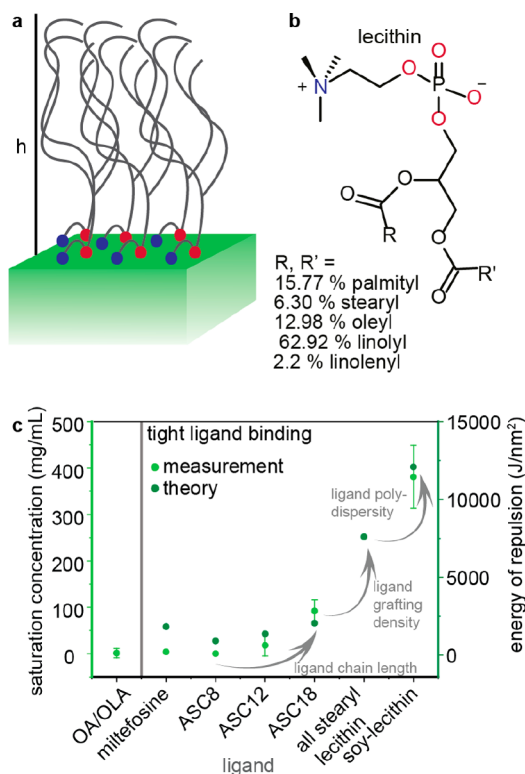 a
h
b
lecithin
N
+
O
O
P
O
−
O
O
O
R
O
O
R'
O
R, R' =
15.77 % palmityl
6.30 % stearyl
12.98 % oleyl
62.92 % linolyl
2.2 % linolenyl
c
tight ligand binding
measurement
theory
ligand poly-
dispersity
ligand
grafting
density
ligand chain length
saturation concentration (mg/mL)
500
400
300
200
100
0
energy of repulsion (J/nm²)
15000
10000
5000
0
OA/OLA
miltefosine
ASC8
ASC12
ASC18
all stearyl
lecithin
soy-lecithin
ligand